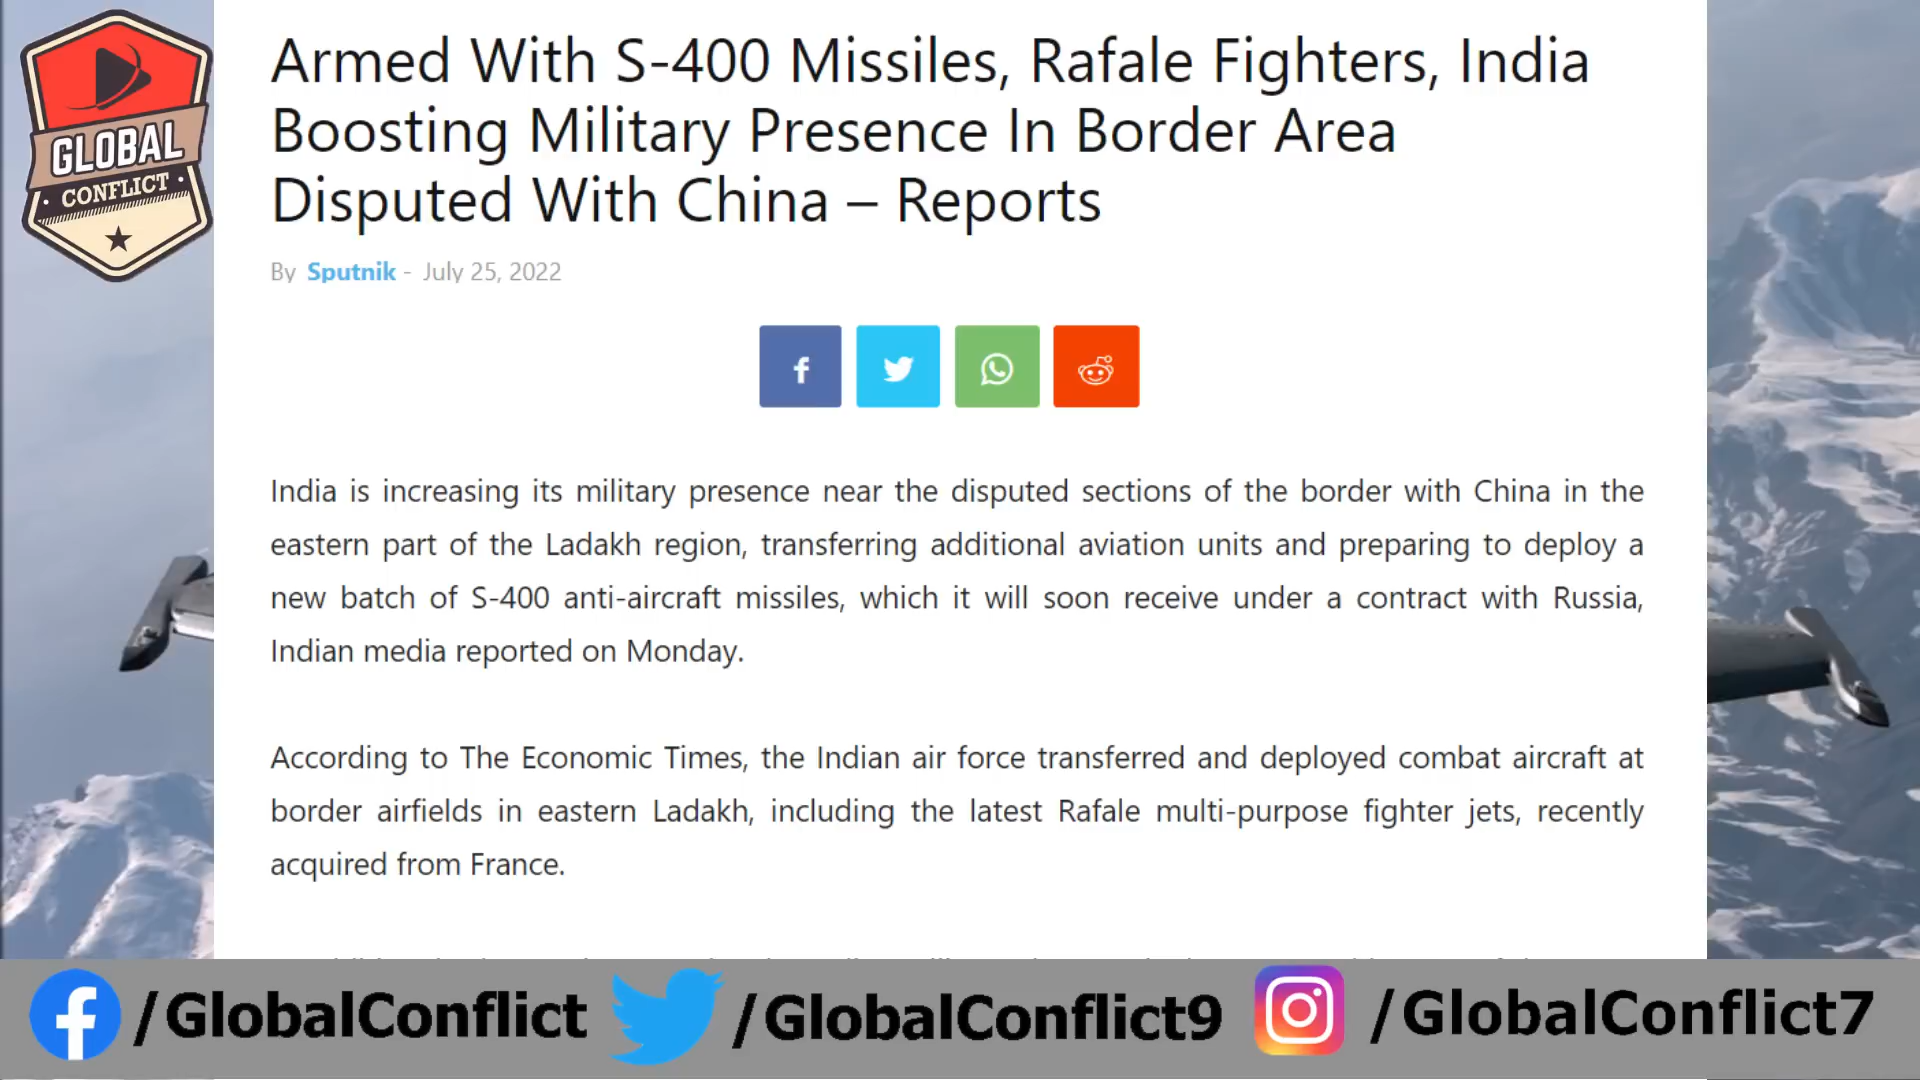 GLOBAL
CONFLICT
Armed With S-400 Missiles, Rafale Fighters, India
Boosting Military Presence In Border Area
Disputed With China – Reports
By Sputnik - July 25, 2022
India is increasing its military presence near the disputed sections of the border with China in the
eastern part of the Ladakh region, transferring additional aviation units and preparing to deploy a
new batch of S-400 anti-aircraft missiles, which it will soon receive under a contract with Russia,
Indian media reported on Monday.
According to The Economic Times, the Indian air force transferred and deployed combat aircraft at
border airfields in eastern Ladakh, including the latest Rafale multi-purpose fighter jets, recently
acquired from France.
/GlobalConflict /GlobalConflict9 /GlobalConflict7